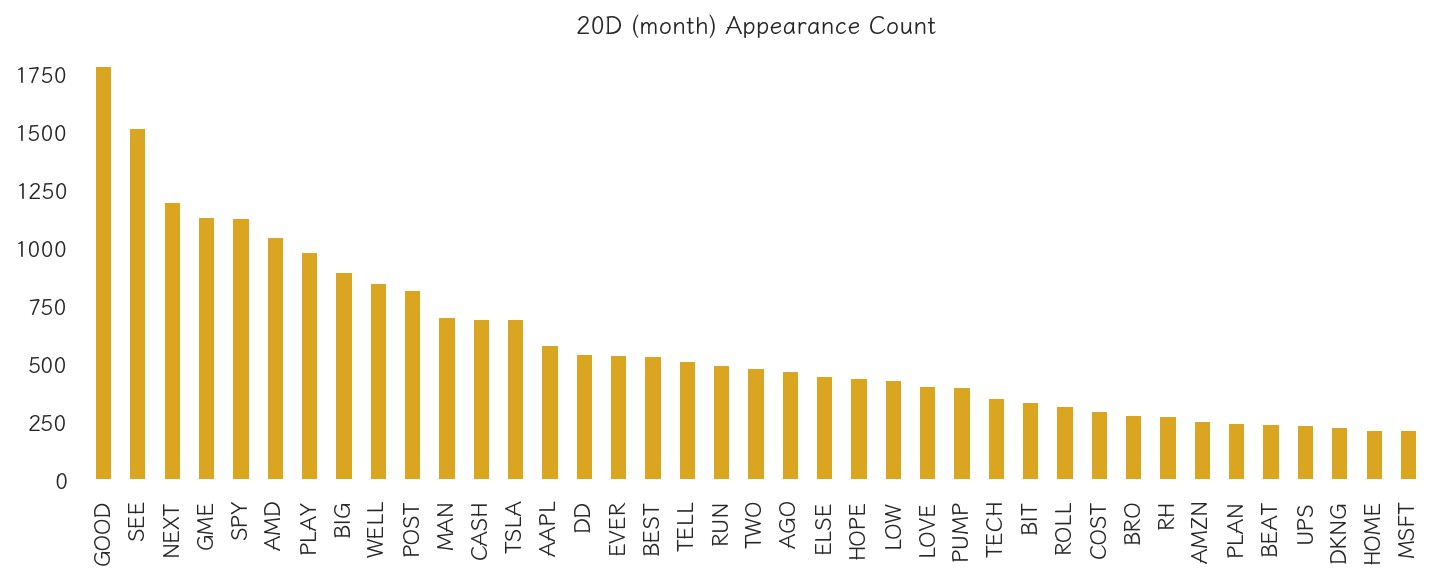 20D (month) Appearance Count
1750
1500
1250
1000
750
500
250
0
GOOD
SEE
NEXT
GME
SPY
AMD
PLAY
BIG
WELL
POST
MAN
CASH
TSLA
AAPL
DD
EVER
BEST
TELL
RUN
TWO
AGO
ELSE
HOPE
LOW
LOVE
PUMP
TECH
BIT
ROLL
COST
BRO
RH
AMZN
PLAN
BEAT
UPS
DKNG
HOME
MSFT